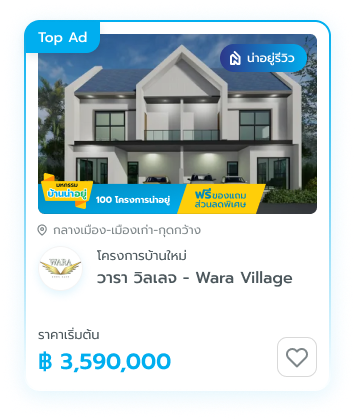 Top Ad
น่าอยู่รีวิว
มหกรรม
บ้านน่าอยู่
100 โครงการน่าอยู่
ฟรีของแถม
ส่วนลดพิเศษ
กลางเมือง-เมืองเก่า-กุดกว้าง
WARA
โครงการบ้านใหม่
วารา วิลเลจ - Wara Village
ราคาเริ่มต้น
฿ 3,590,000